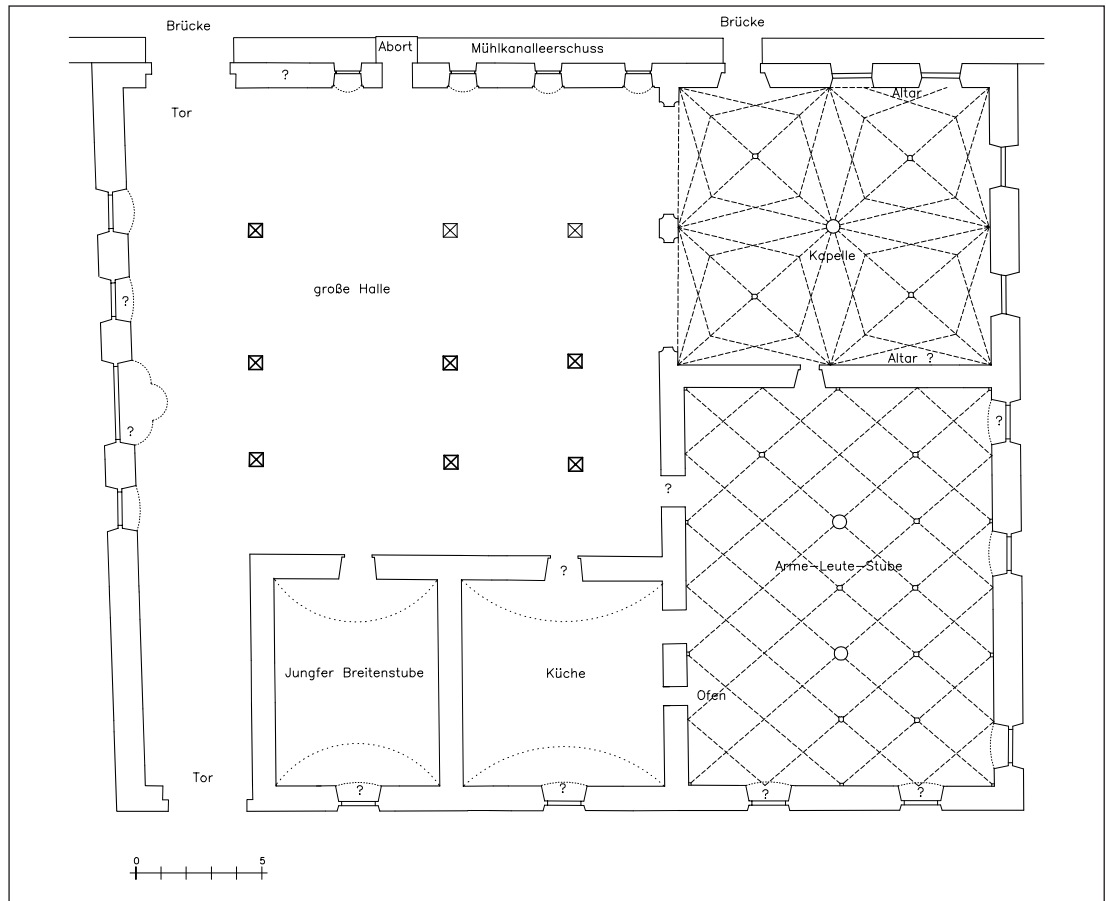 Brücke
Brücke
Abort
Mühlkanalleerschuss
?
Altar
Tor
Kapelle
große Halle
?
Altar ?
?
?
?
Arme-Leute-Stube
?
Jungfer Breitenstube
Küche
Ofen
Tor
?
?
?
?
0
5